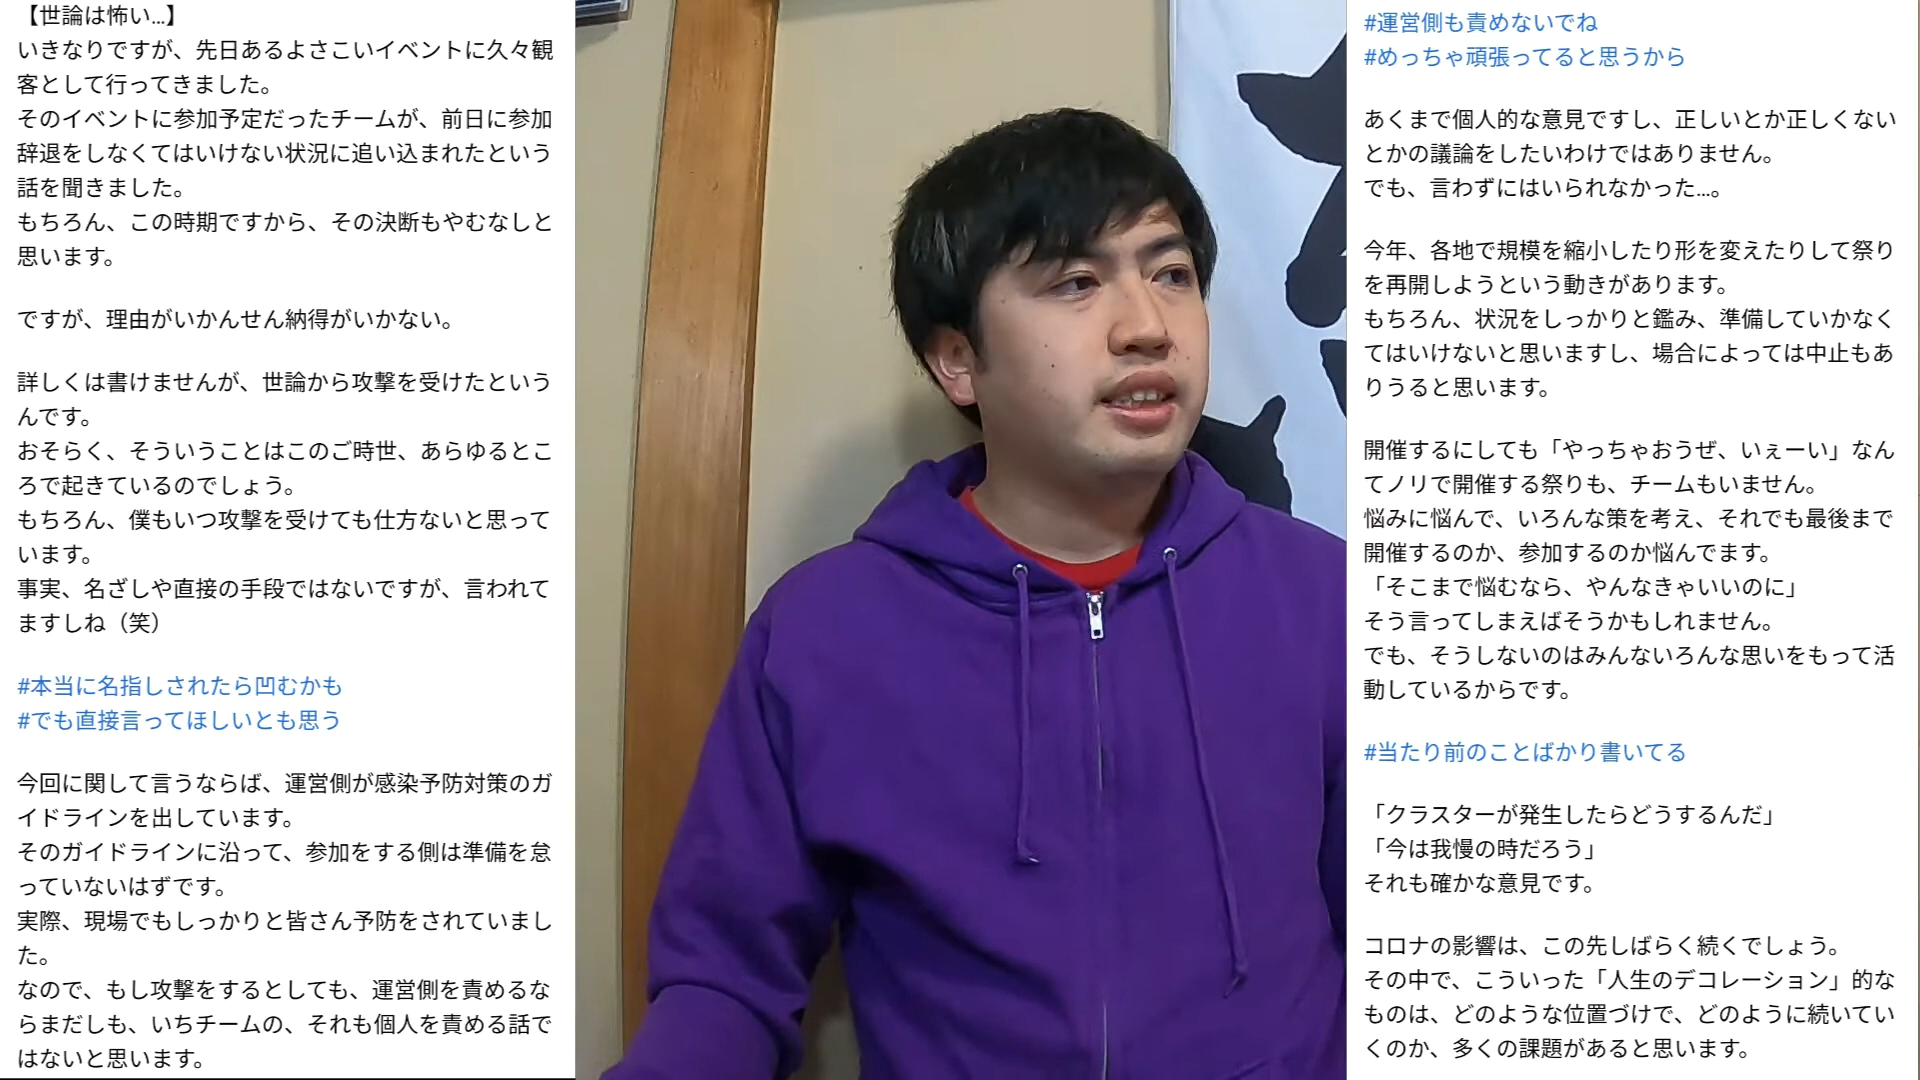 【世論は怖い…】
いきなりですが、先日あるよさこいイベントに久々観
客として行ってきました。
そのイベントに参加予定だったチームが、前日に参加
辞退をしなくてはいけない状況に追い込まれたという
話を聞きました。
もちろん、この時期ですから、その決断もやむなしと
思います。
ですが、理由がいかんせん納得がいかない。
詳しくは書けませんが、世論から攻撃を受けたという
んです。
おそらく、そういうことはこのご時世、あらゆるとこ
ろで起きているのでしょう。
もちろん、僕もいつ攻撃を受けても仕方ないと思って
います。
事実、名ざしや直接の手段ではないですが、言われて
ますしね（笑）
#本当に名指しされたら凹むかも
#でも直接言ってほしいとも思う
今回に関して言うならば、運営側が感染予防対策のガ
イドラインを出しています。
そのガイドラインに沿って、参加をする側は準備を怠
っていないはずです。
実際、現場でもしっかりと皆さん予防をされていまし
た。
なので、もし攻撃をするとしても、運営側を責めるな
らまだしも、いちチームの、それも個人を責める話で
はないと思います。
#運営側も責めないでね
#めっちゃ頑張ってると思うから
あくまで個人的な意見ですし、正しいとか正しくない
とかの議論をしたいわけではありません。
でも、言わずにはいられなかった…。
今年、各地で規模を縮小したり形を変えたりして祭り
を再開しようという動きがあります。
もちろん、状況をしっかりと鑑み、準備していかなく
てはいけないと思いますし、場合によっては中止もあ
りうると思います。
開催するにしても「やっちゃおうぜ、いぇーい」なん
てノリで開催する祭りも、チームもいません。
悩みに悩んで、いろんな策を考え、それでも最後まで
開催するのか、参加するのか悩んでます。
「そこまで悩むなら、やんなきゃいいのに」
そう言ってしまえばそうかもしれません。
でも、そうしないのはみんないろんな思いをもって活
動しているからです。
#当たり前のことばかり書いてる
「クラスターが発生したらどうするんだ」
「今は我慢の時だろう」
それも確かな意見です。
コロナの影響は、この先しばらく続くでしょう。
その中で、こういった「人生のデコレーション」的な
ものは、どのような位置づけで、どのように続いてい
くのか、多くの課題があると思います。